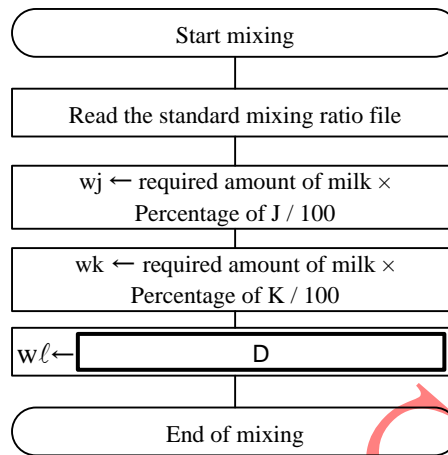 Start mixing
Read the standard mixing ratio file
wj ← required amount of milk ×
Percentage of J / 100
wk ← required amount of milk ×
Percentage of K / 100
wℓ← D
End of mixing